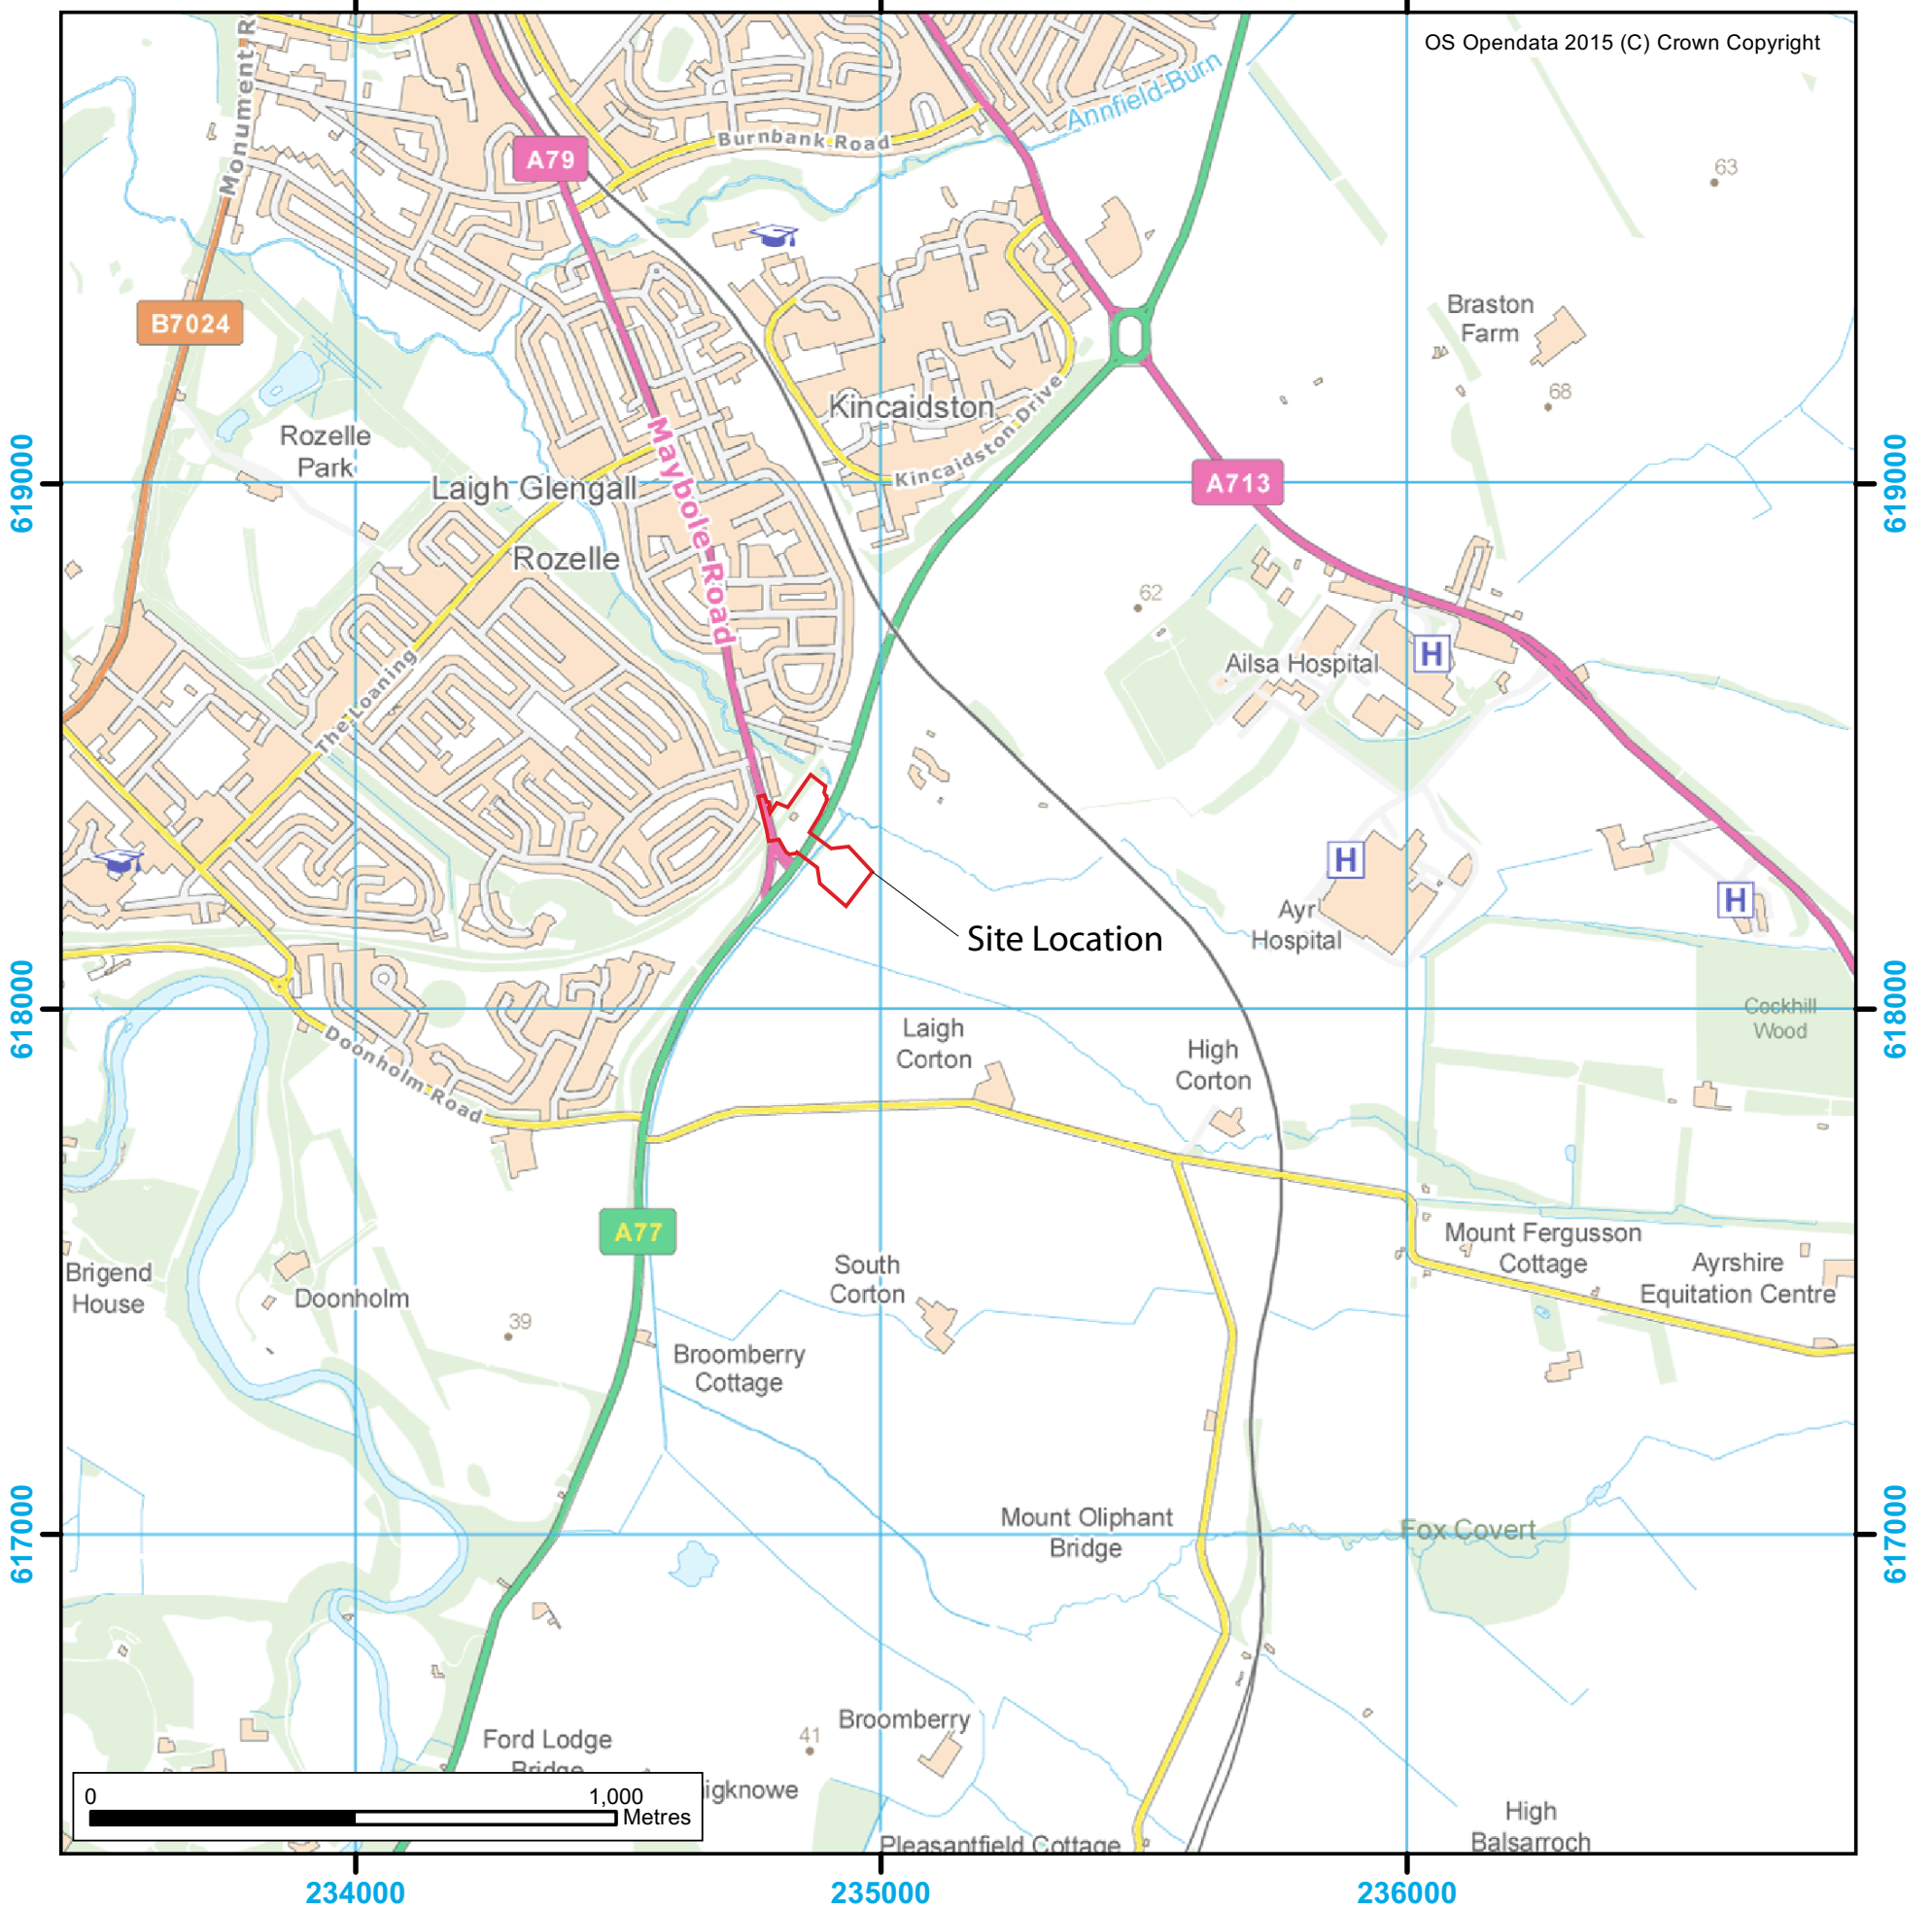 OS Opendata 2015 (C) Crown Copyright
Monument R
Annfield Burn
Burnbank Road
A79
63
B7024
Braston
Farm
68
Kincaidston
Kincaidston Drive
Maybole Road
Rozelle
Park
Laigh Glengall
A713
619000
619000
Rozelle
62
Ailsa Hospital
H
The Loaning
H
H
Ayr
Hospital
Site Location
618000
618000
Cockhill
Wood
Laigh
Corton
High
Corton
Doonholm Road
A77
Mount Fergusson
Cottage
Ayrshire
Equitation Centre
Brigend
House
Doonholm
South
Corton
39
Broomberry
Cottage
Mount Oliphant
Bridge
Fox Covert
617000
617000
Ford Lodge
Bridge
41
Broomberry
igknowe
High
Balsarroch
Pleasantfield Cottage
0
1,000
Metres
234000
235000
236000